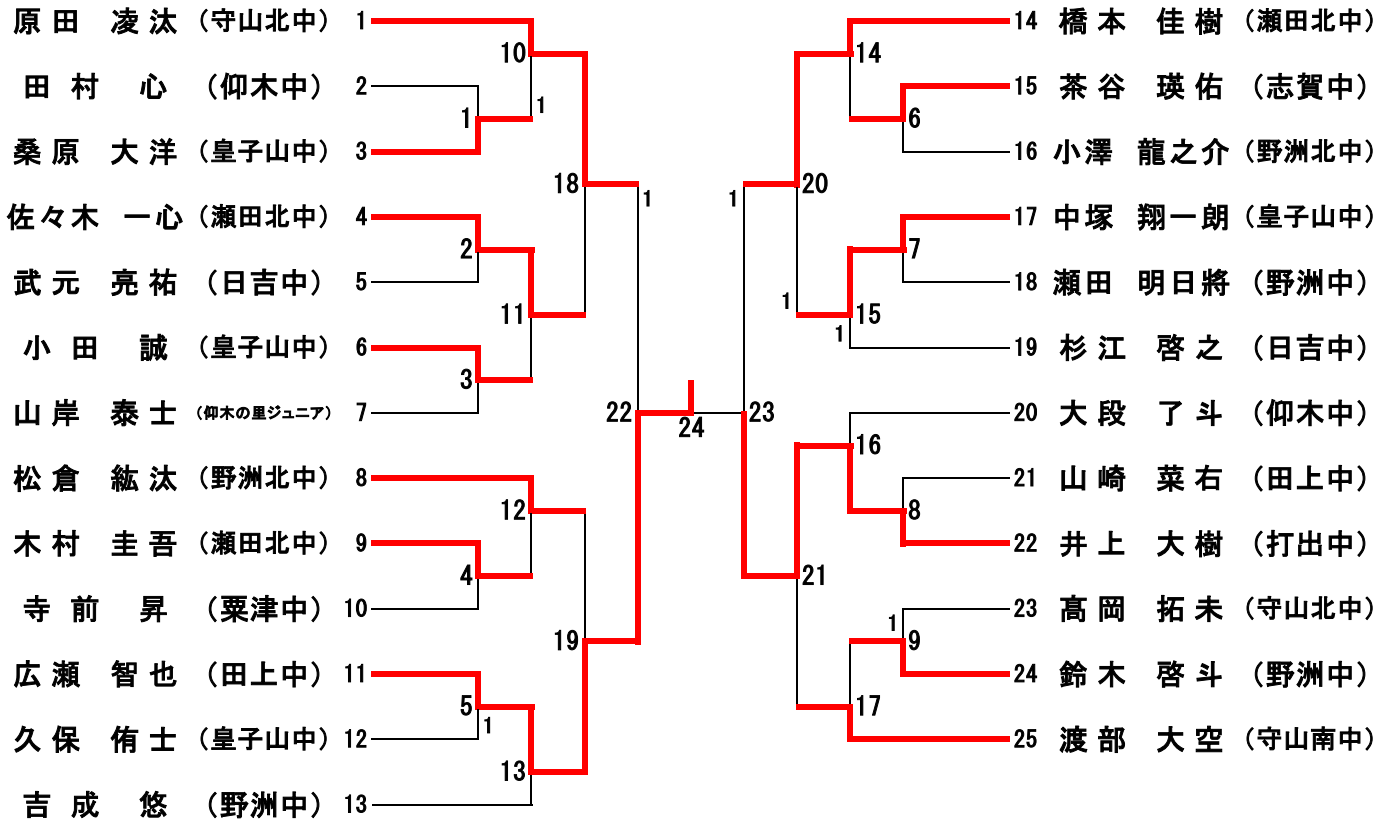 原田 凌汰 (守山北中) 1
田村 心 (仰木中) 2
桑原 大洋 (皇子山中) 3
佐々木 一心 (瀬田北中) 4
武元 亮祐 (日吉中) 5
小田 誠 (皇子山中) 6
山岸 泰士 (仰木の里ジュニア) 7
松倉 紘汰 (野洲北中) 8
木村 圭吾 (瀬田北中) 9
寺前 昇 (粟津中) 10
広瀬 智也 (田上中) 11
久保 侑士 (皇子山中) 12
吉成 悠 (野洲中) 13
1
2
3
4
5
1
10
1
11
12
13
18
19
1
22
24
23
1
20
21
1
14
15
1
16
17
6
7
8
1
9
14 橋本 佳樹 (瀬田北中)
15 茶谷 瑛佑 (志賀中)
16 小澤 龍之介 (野洲北中)
17 中塚 翔一朗 (皇子山中)
18 瀬田 明日將 (野洲中)
19 杉江 啓之 (日吉中)
20 大段 了斗 (仰木中)
21 山崎 菜右 (田上中)
22 井上 大樹 (打出中)
23 髙岡 拓未 (守山北中)
24 鈴木 啓斗 (野洲中)
25 渡部 大空 (守山南中)